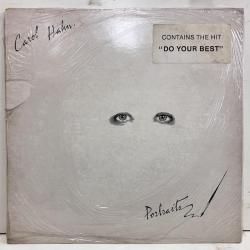 Carol Hahn.
CONTAINS THE HIT
"DO YOUR BEST"
Portraits